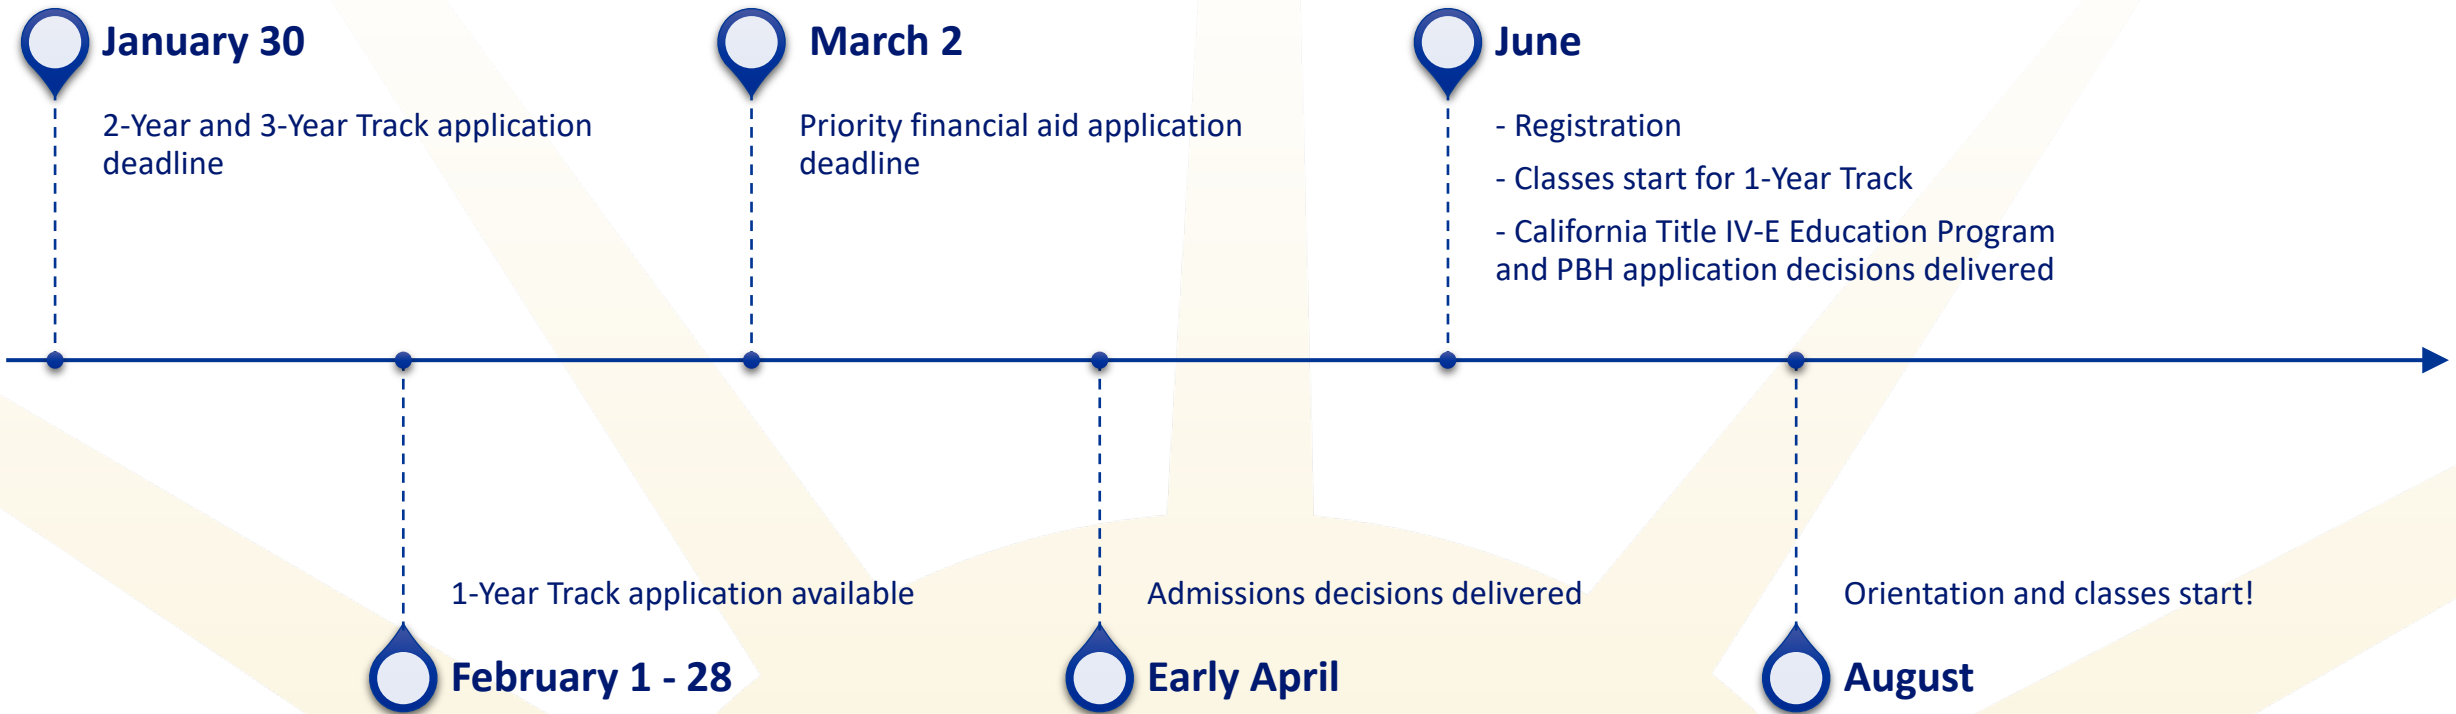 January 30
2-Year and 3-Year Track application
deadline
February 1 - 28
1-Year Track application available
March 2
Priority financial aid application
deadline
Early April
Admissions decisions delivered
June
- Registration
- Classes start for 1-Year Track
- California Title IV-E Education Program
and PBH application decisions delivered
August
Orientation and classes start!